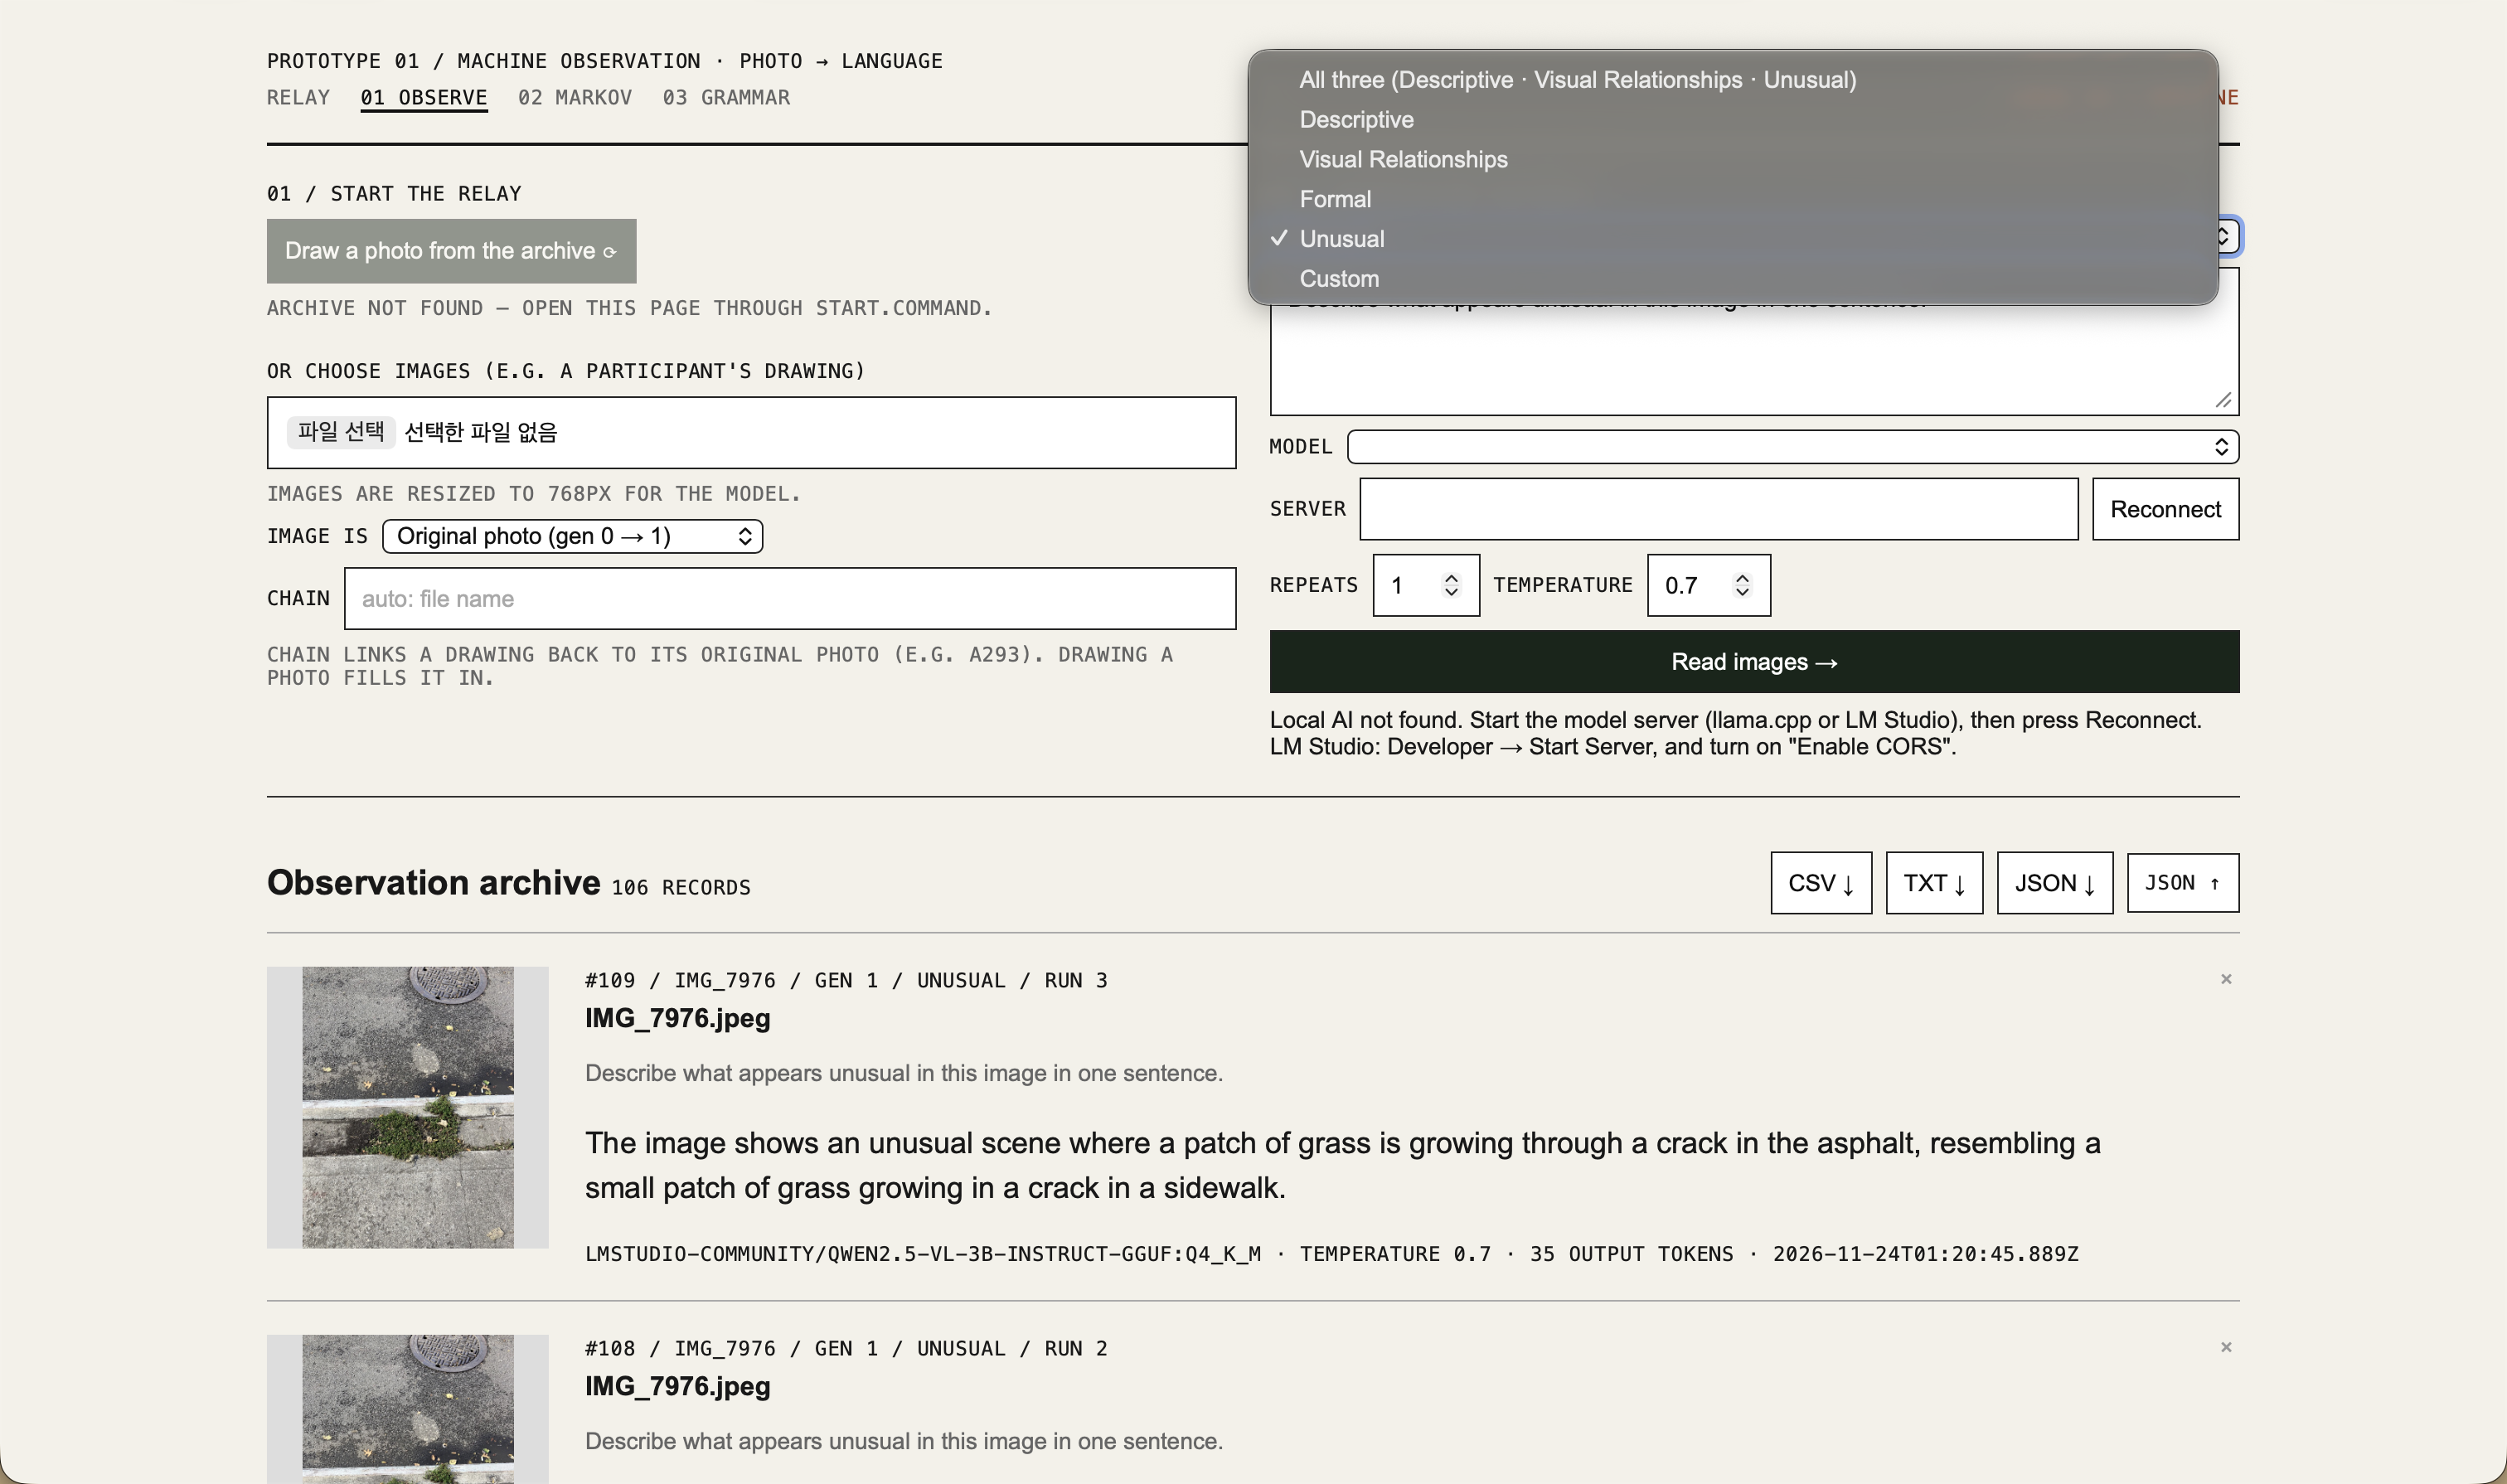 PROTOTYPE 01 / MACHINE OBSERVATION · PHOTO → LANGUAGE
RELAY 01 OBSERVE 02 MARKOV 03 GRAMMAR
NE
All three (Descriptive · Visual Relationships · Unusual)
Descriptive
Visual Relationships
Formal
✓ Unusual
Custom
01 / START THE RELAY
Draw a photo from the archive ⟳
ARCHIVE NOT FOUND — OPEN THIS PAGE THROUGH START.COMMAND.
OR CHOOSE IMAGES (E.G. A PARTICIPANT'S DRAWING)
파일 선택 선택한 파일 없음
IMAGES ARE RESIZED TO 768PX FOR THE MODEL.
IMAGE IS Original photo (gen 0 → 1)
CHAIN auto: file name
CHAIN LINKS A DRAWING BACK TO ITS ORIGINAL PHOTO (E.G. A293). DRAWING A
PHOTO FILLS IT IN.
Describe what appears unusual in this image in one sentence.
MODEL
SERVER Reconnect
REPEATS 1 TEMPERATURE 0.7
Read images →
Local AI not found. Start the model server (llama.cpp or LM Studio), then press Reconnect.
LM Studio: Developer → Start Server, and turn on "Enable CORS".
Observation archive 106 RECORDS
CSV ↓ TXT ↓ JSON ↓ JSON ↑
#109 / IMG_7976 / GEN 1 / UNUSUAL / RUN 3 ×
IMG_7976.jpeg
Describe what appears unusual in this image in one sentence.
The image shows an unusual scene where a patch of grass is growing through a crack in the asphalt, resembling a
small patch of grass growing in a crack in a sidewalk.
LMSTUDIO-COMMUNITY/QWEN2.5-VL-3B-INSTRUCT-GGUF:Q4_K_M · TEMPERATURE 0.7 · 35 OUTPUT TOKENS · 2026-11-24T01:20:45.889Z
#108 / IMG_7976 / GEN 1 / UNUSUAL / RUN 2 ×
IMG_7976.jpeg
Describe what appears unusual in this image in one sentence.